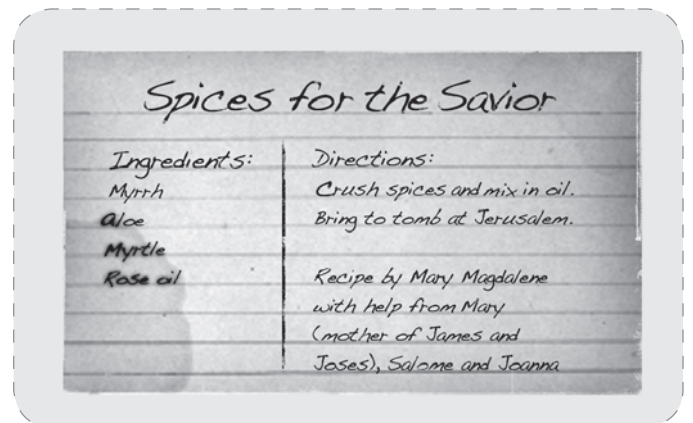 Spices for the Savior
Ingredients:
Myrrh
Aloe
Myrtle
Rose oil
Directions:
Crush spices and mix in oil.
Bring to tomb at Jerusalem.
Recipe by Mary Magdalene
with help from Mary
(mother of James and
Joses), Salome and Joanna